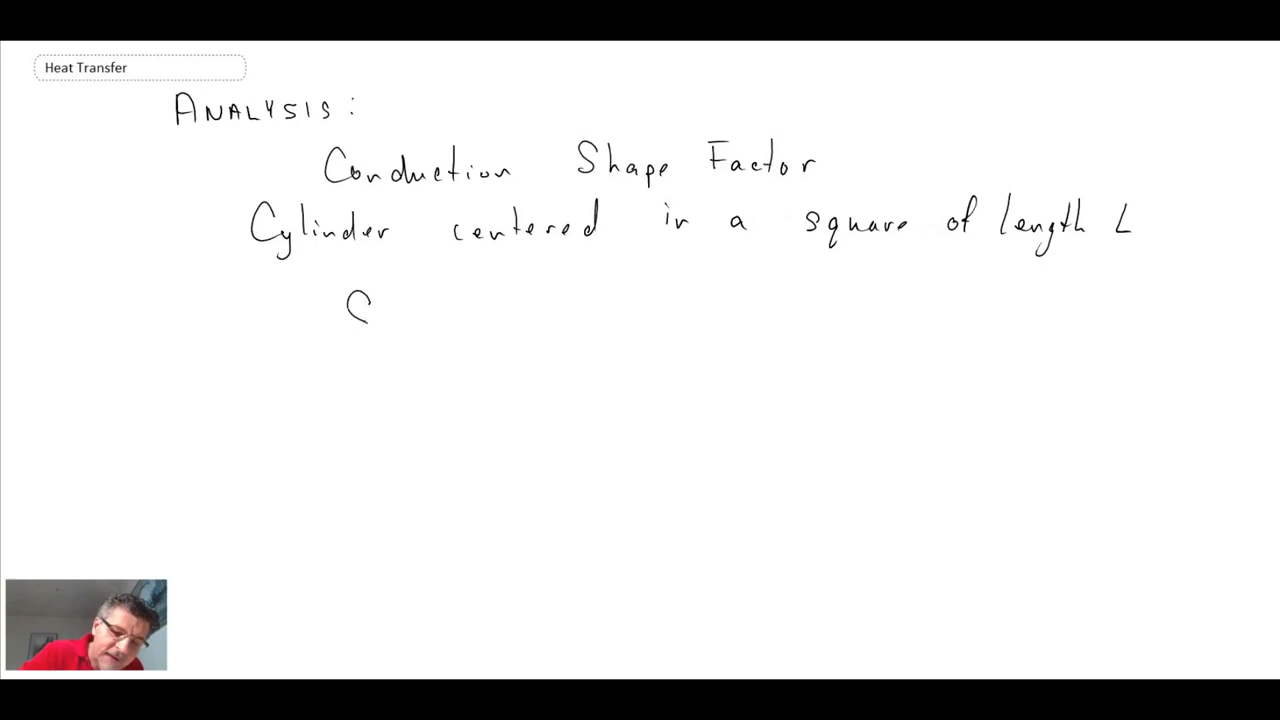 Heat Transfer
ANALYSIS:
Conduction Shape Factor
Cylinder centered in a square of length L